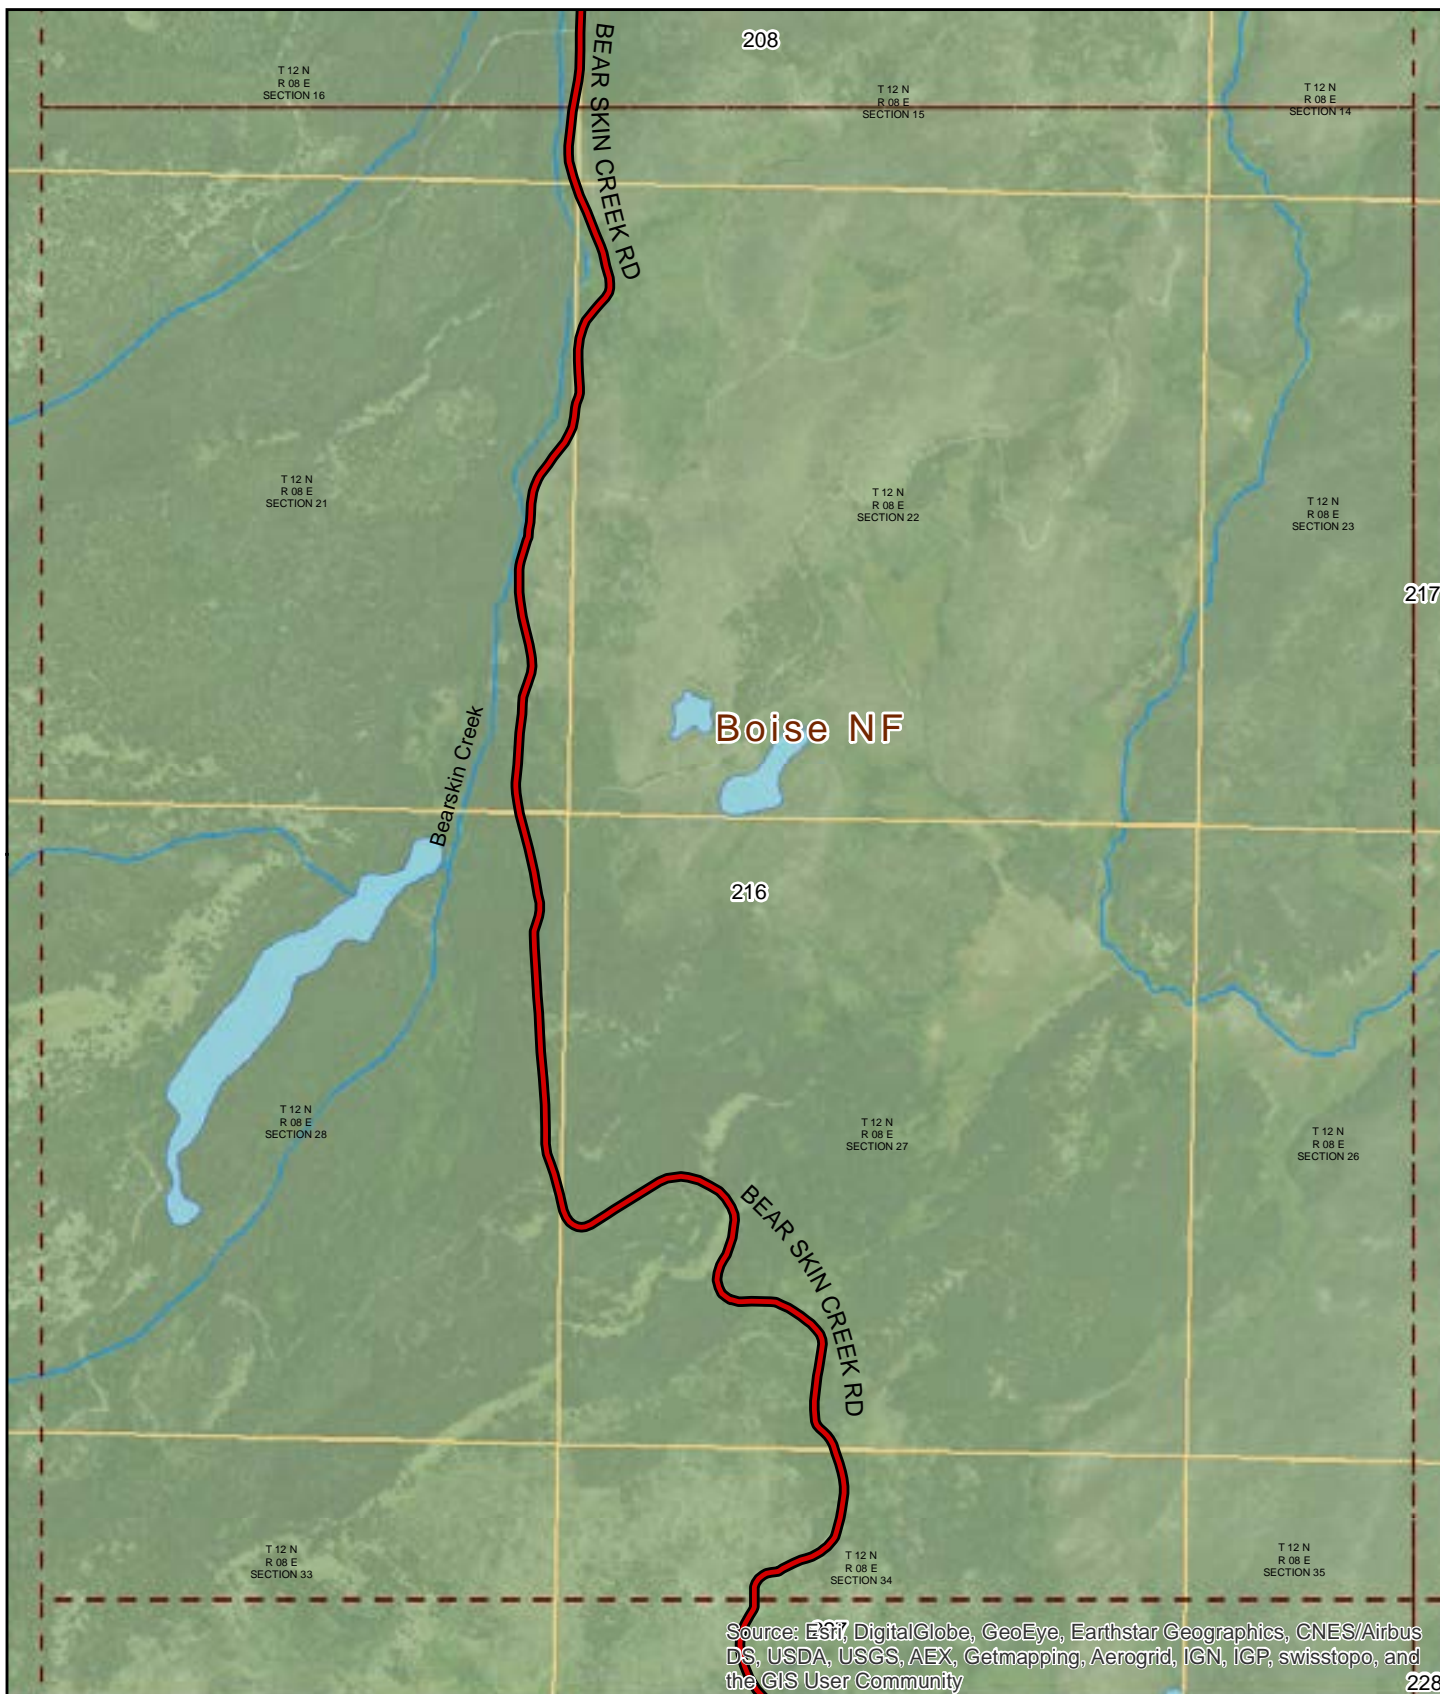 208
T 12 N
R 08 E
SECTION 16
T 12 N
R 08 E
SECTION 15
T 12 N
R 08 E
SECTION 14
BEAR SKIN CREEK RD
T 12 N
R 08 E
SECTION 21
T 12 N
R 08 E
SECTION 22
T 12 N
R 08 E
SECTION 23
217
Boise NF
Bearskin Creek
216
T 12 N
R 08 E
SECTION 28
T 12 N
R 08 E
SECTION 27
T 12 N
R 08 E
SECTION 26
BEAR SKIN CREEK RD
T 12 N
R 08 E
SECTION 33
T 12 N
R 08 E
SECTION 34
T 12 N
R 08 E
SECTION 35
Source: Esri, DigitalGlobe, GeoEye, Earthstar Geographics, CNES/Airbus
DS, USDA, USGS, AEX, Getmapping, Aerogrid, IGN, IGP, swisstopo, and
the GIS User Community
228